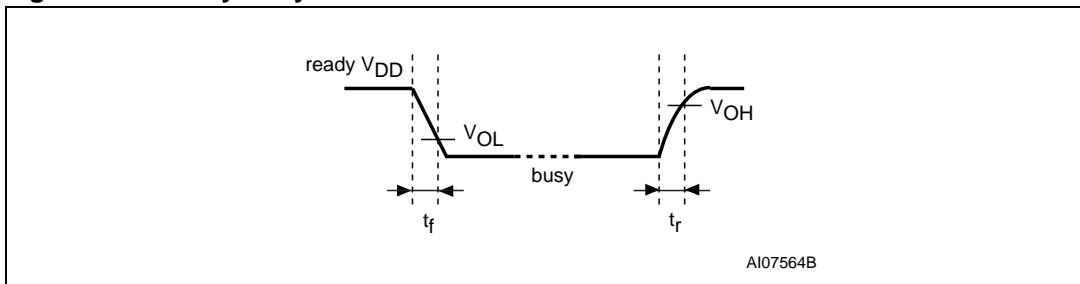 ready VDD
VOL
VOH
busy
tf
tr
AI07564B